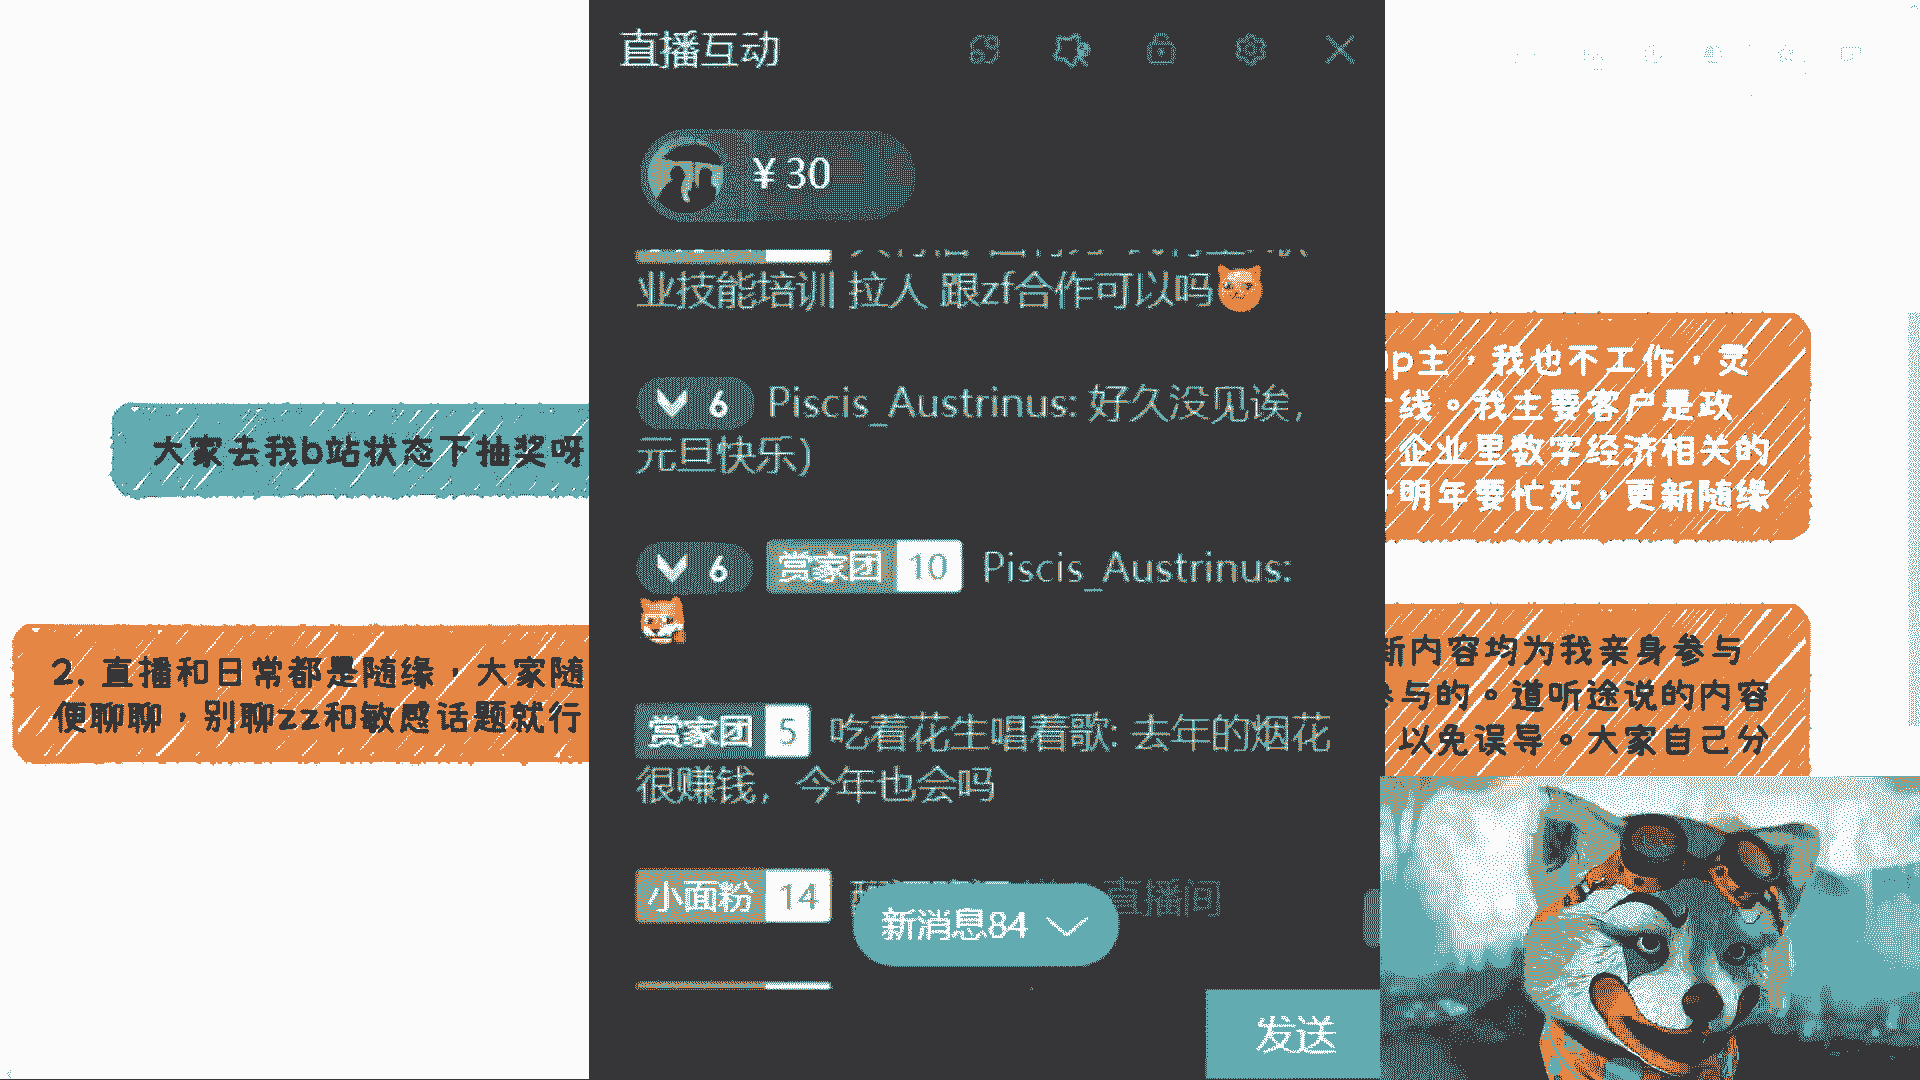 直播互动
¥ 30
业技能培训 拉人 跟zf合作可以吗
6 Piscis_Austrinus: 好久没见诶,
元旦快乐)
6 赏家团 10 Piscis_Austrinus:
赏家团 5 吃着花生唱着歌: 去年的烟花
很赚钱, 今年也会吗
小面粉 14 直播间
新消息84
发送
大家去我b站状态下抽奖呀
2. 直播和日常都是随缘，大家随
便聊聊，别聊zz和敏感话题就行
p主，我也不工作，灵
线。我主要客户是政
企业里数字经济相关的
明年要忙死，更新随缘
新内容均为我亲身参与
参与的。道听途说的内容
以免误导。大家自己分